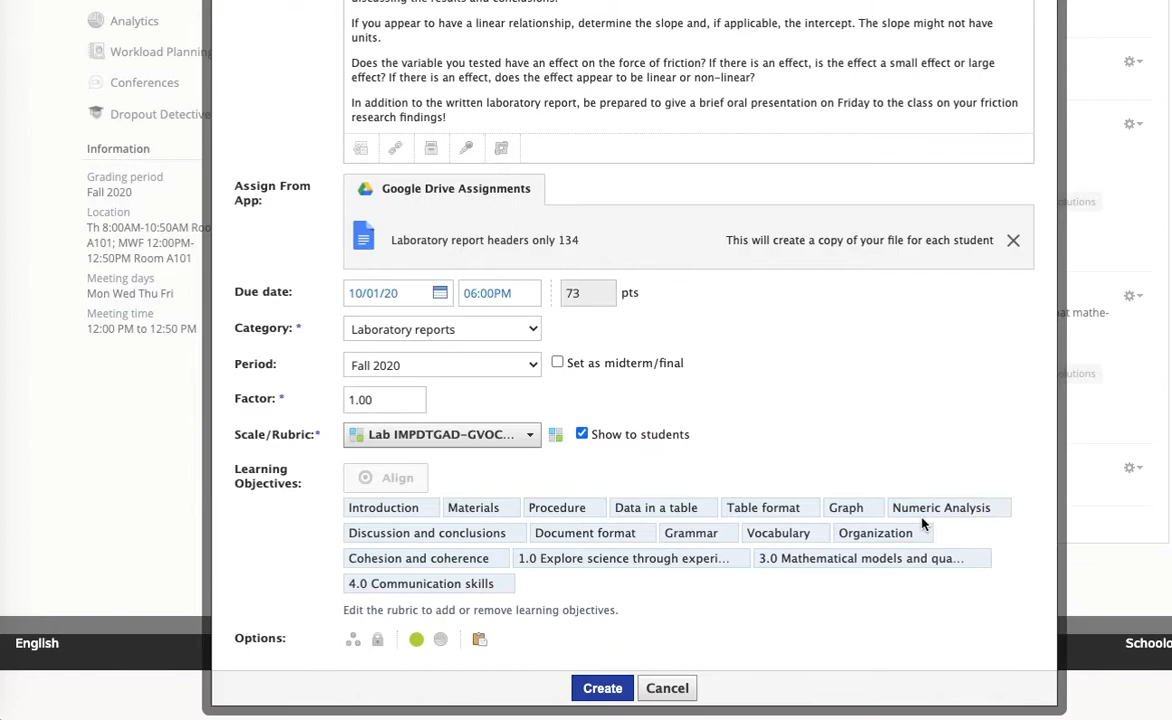 discussing the results and conclusions.
If you appear to have a linear relationship, determine the slope and, if applicable, the intercept. The slope might not have
units.
Does the variable you tested have an effect on the force of friction? If there is an effect, is the effect a small effect or large
effect? If there is an effect, does the effect appear to be linear or non-linear?
In addition to the written laboratory report, be prepared to give a brief oral presentation on Friday to the class on your friction
research findings!
Analytics
Workload Planning
Conferences
Dropout Detective
Information
Grading period
Fall 2020
Location
Th 8:00AM-10:50AM Roo
A101; MWF 12:00PM-
12:50PM Room A101
Meeting days
Mon Wed Thu Fri
Meeting time
12:00 PM to 12:50 PM
Assign From
App:
Google Drive Assignments
Laboratory report headers only 134
This will create a copy of your file for each student
Due date:
10/01/20
06:00PM
73
pts
Category: *
Laboratory reports
Period:
Fall 2020
Set as midterm/final
Factor: *
1.00
Scale/Rubric:*
Lab IMPDTGAD-GVOC...
Show to students
Learning
Objectives:
Align
Introduction
Materials
Procedure
Data in a table
Table format
Graph
Numeric Analysis
Discussion and conclusions
Document format
Grammar
Vocabulary
Organization
Cohesion and coherence
1.0 Explore science through experi...
3.0 Mathematical models and qua...
4.0 Communication skills
Edit the rubric to add or remove learning objectives.
Options:
Create
Cancel
olutions
at mathe-
olutions
English
Schoolo